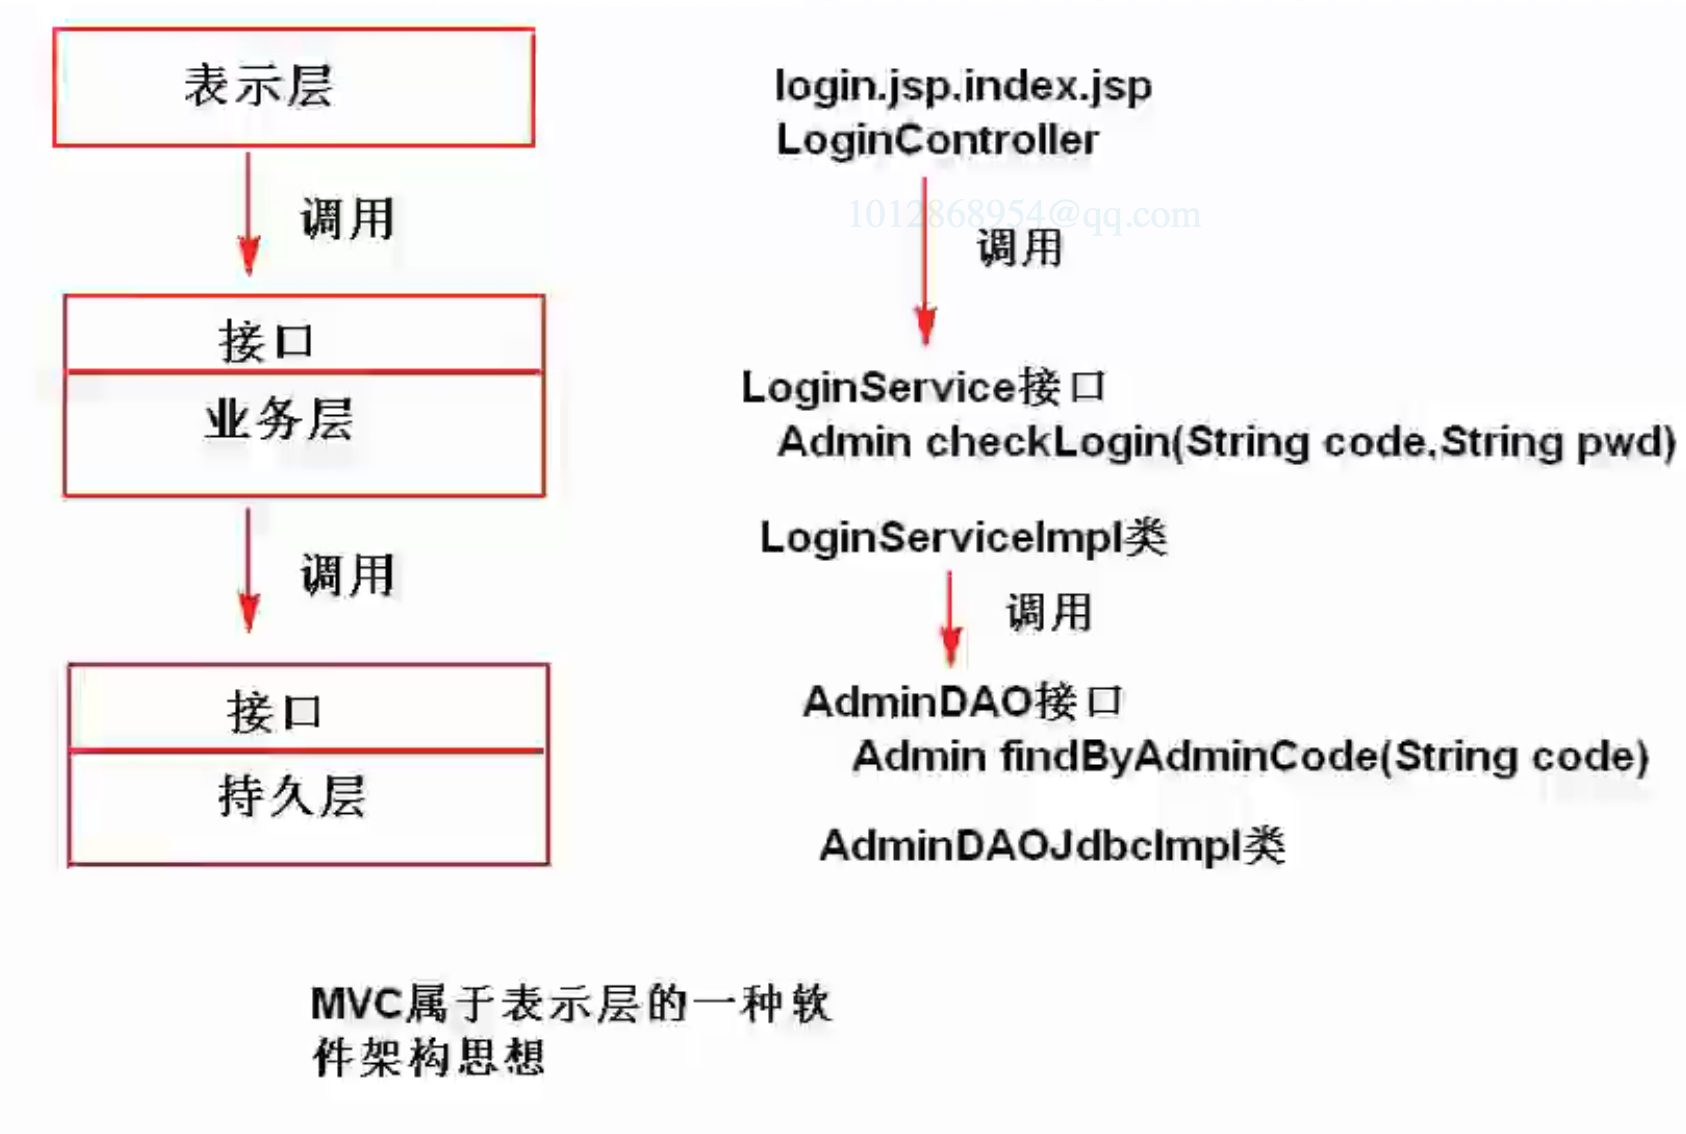 表示层
调用
接口
业务层
调用
接口
持久层
login.jsp.index.jsp
LoginController
1012868954@qq.com
调用
LoginService接口
Admin checkLogin(String code.String pwd)
LoginServiceImpl类
调用
AdminDAO接口
Admin findByAdminCode(String code)
AdminDAOJdbcImpl类
MVC属于表示层的一种软
件架构思想